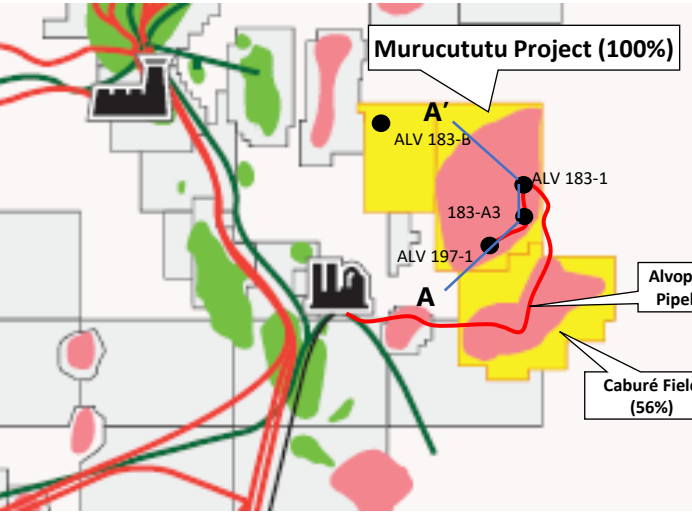 Murucututu Project (100%)
A'
ALV 183-B
ALV 183-1
183-A3
ALV 197-1
A
Alvop
Pipel
Caburé Fiel
(56%)